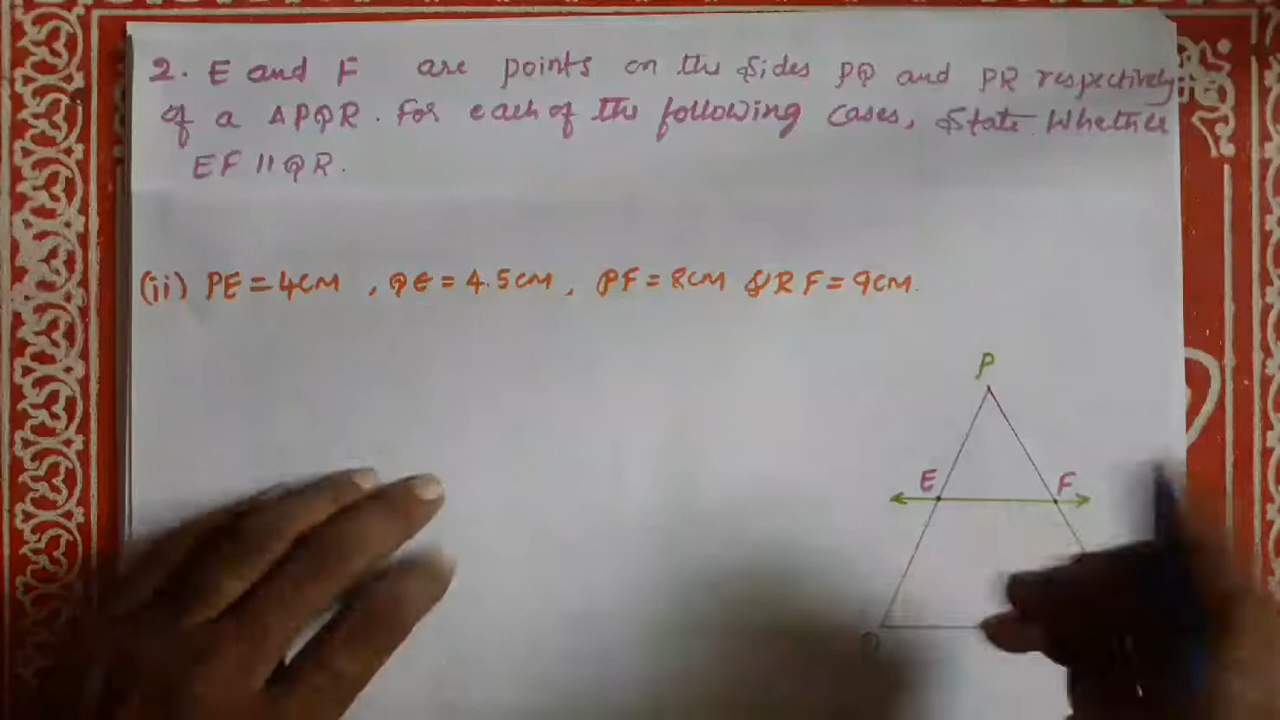 2. E and F are points on the sides PQ and PR respectively
of a ΔPQR. For each of the following cases, State Whether
EF || QR.
(ii) PE = 4CM , QE = 4.5CM , PF = 8CM & RF = 9CM.
P
E F